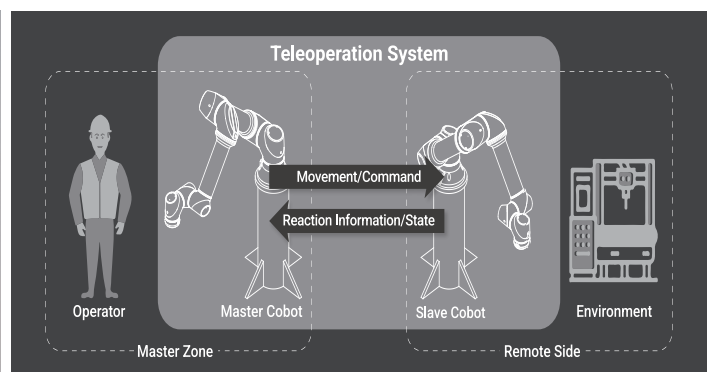 Teleoperation System
Movement/Command
Reaction Information/State
Operator
Master Cobot
Slave Cobot
Environment
Master Zone
Remote Side